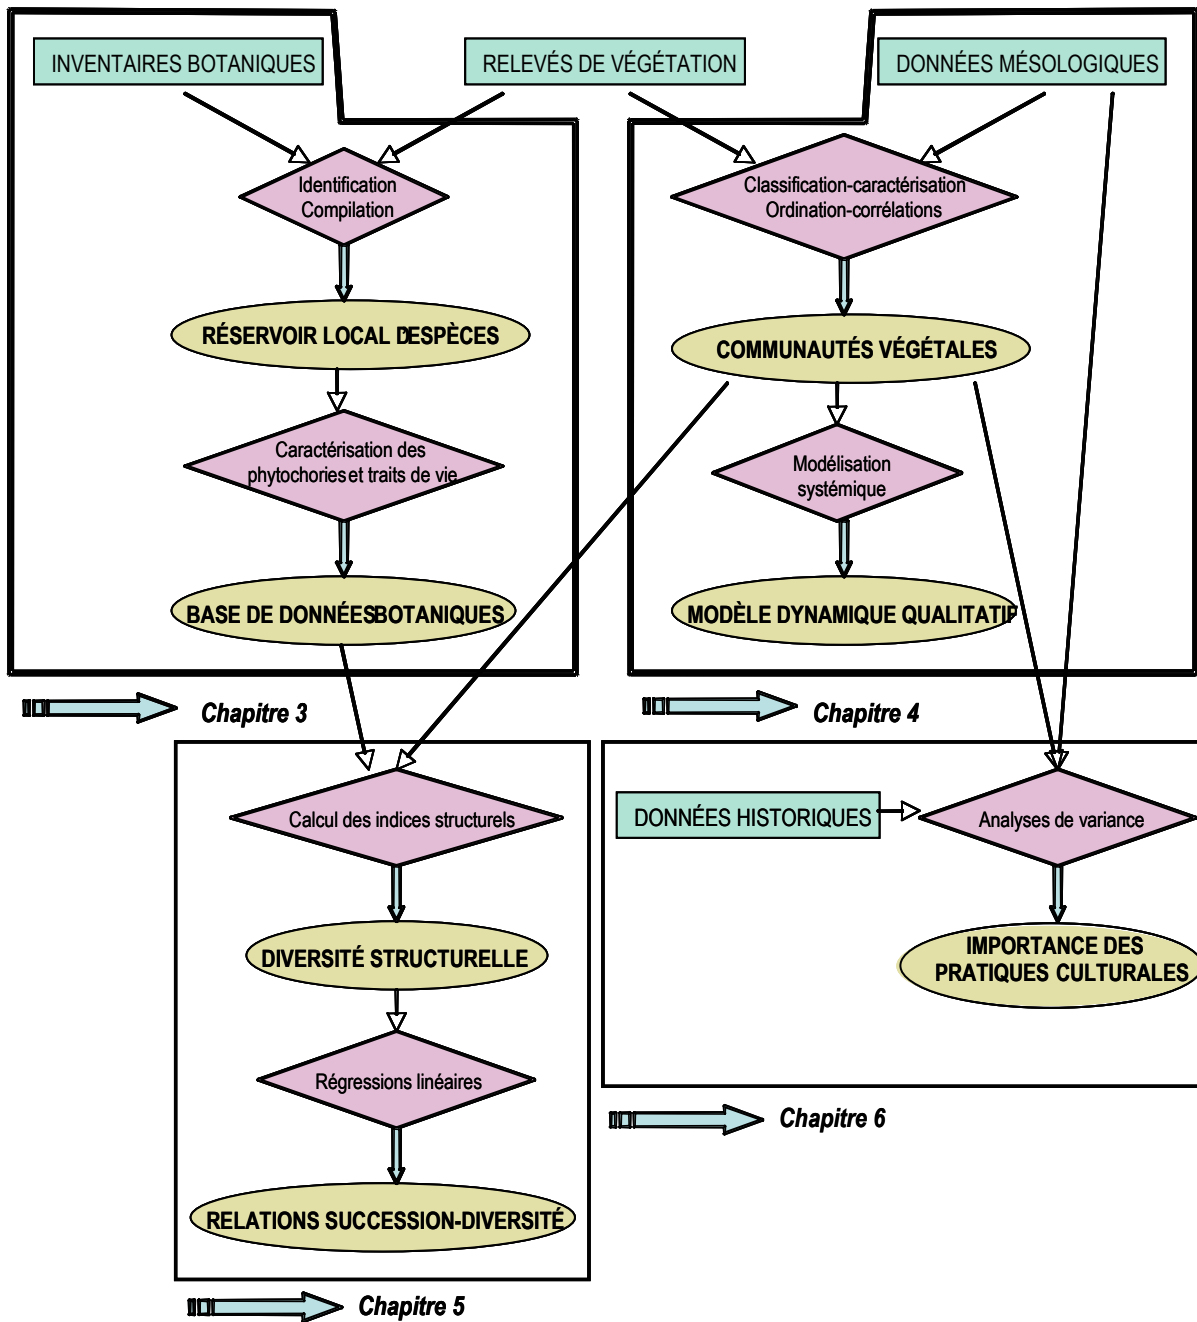 INVENTAIRES BOTANIQUES
RELEVÉS DE VÉGÉTATION
DONNÉES MÉSOLOGIQUES
Identification
Compilation
Classification-caractérisation
Ordination-corrélations
RÉSERVOIR LOCAL D'ESPÈCES
COMMUNAUTÉS VÉGÉTALES
Caractérisation des
phytochories et traits de vie
Modélisation
systémique
BASE DE DONNÉES BOTANIQUES
MODÈLE DYNAMIQUE QUALITATIF
Chapitre 3
Chapitre 4
Calcul des indices structurels
DONNÉES HISTORIQUES
Analyses de variance
DIVERSITÉ STRUCTURELLE
IMPORTANCE DES
PRATIQUES CULTURALES
Régressions linéaires
Chapitre 6
RELATIONS SUCCESSION-DIVERSITÉ
Chapitre 5